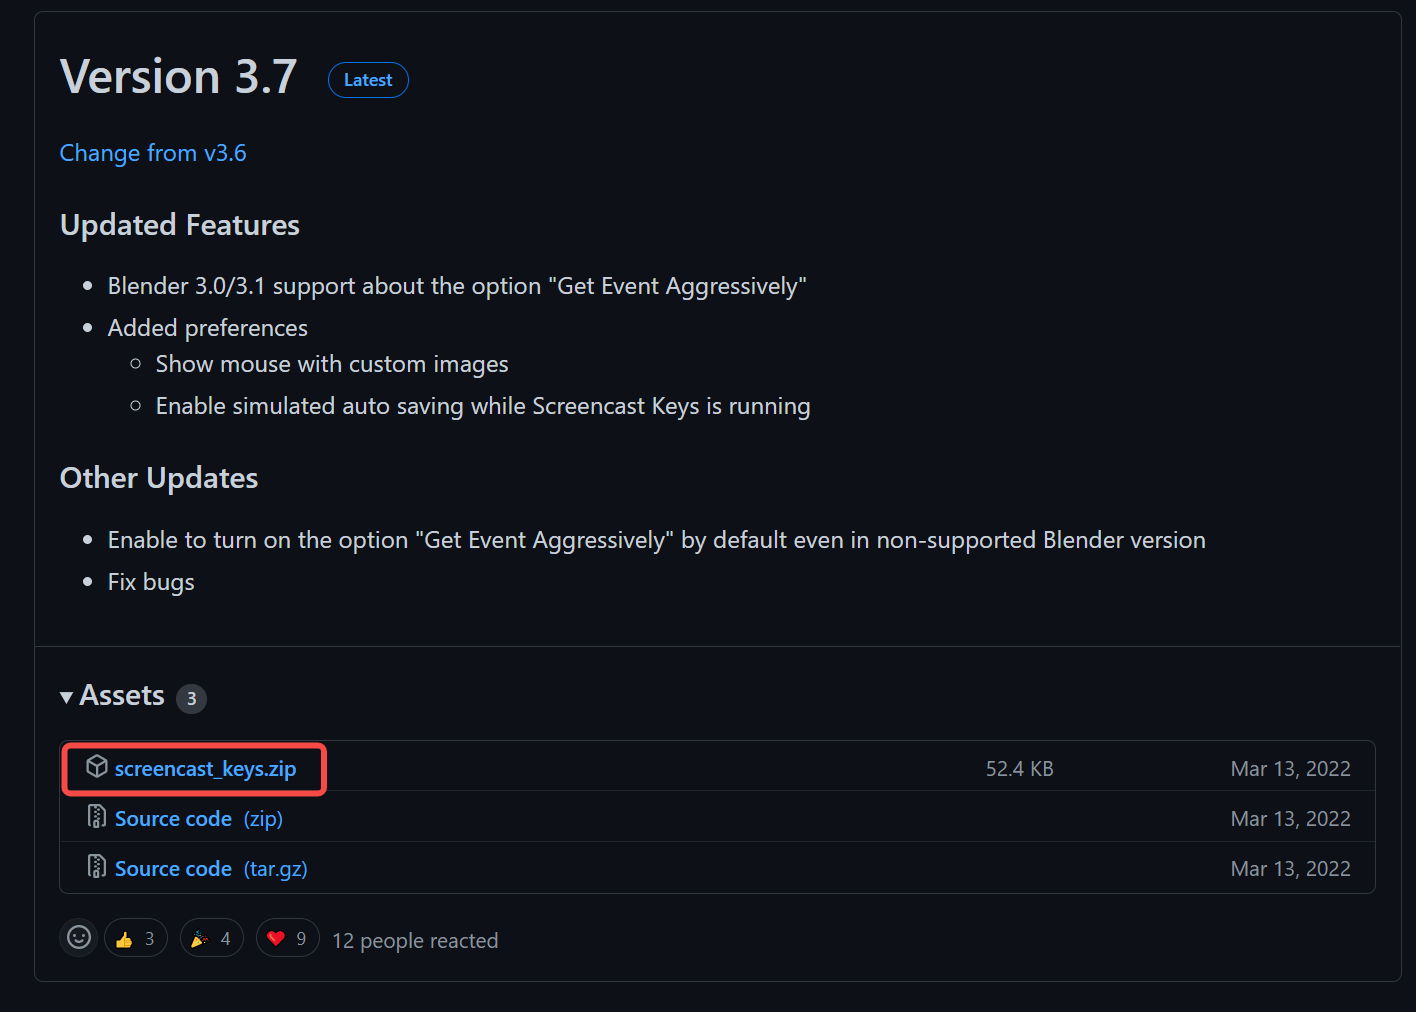 Version 3.7 Latest
Change from v3.6
Updated Features
Blender 3.0/3.1 support about the option "Get Event Aggressively"
Added preferences
Show mouse with custom images
Enable simulated auto saving while Screencast Keys is running
Other Updates
Enable to turn on the option "Get Event Aggressively" by default even in non-supported Blender version
Fix bugs
Assets 3
screencast_keys.zip 52.4 KB Mar 13, 2022
Source code (zip) Mar 13, 2022
Source code (tar.gz) Mar 13, 2022
👍 3 🎉 4 ❤️ 9 12 people reacted